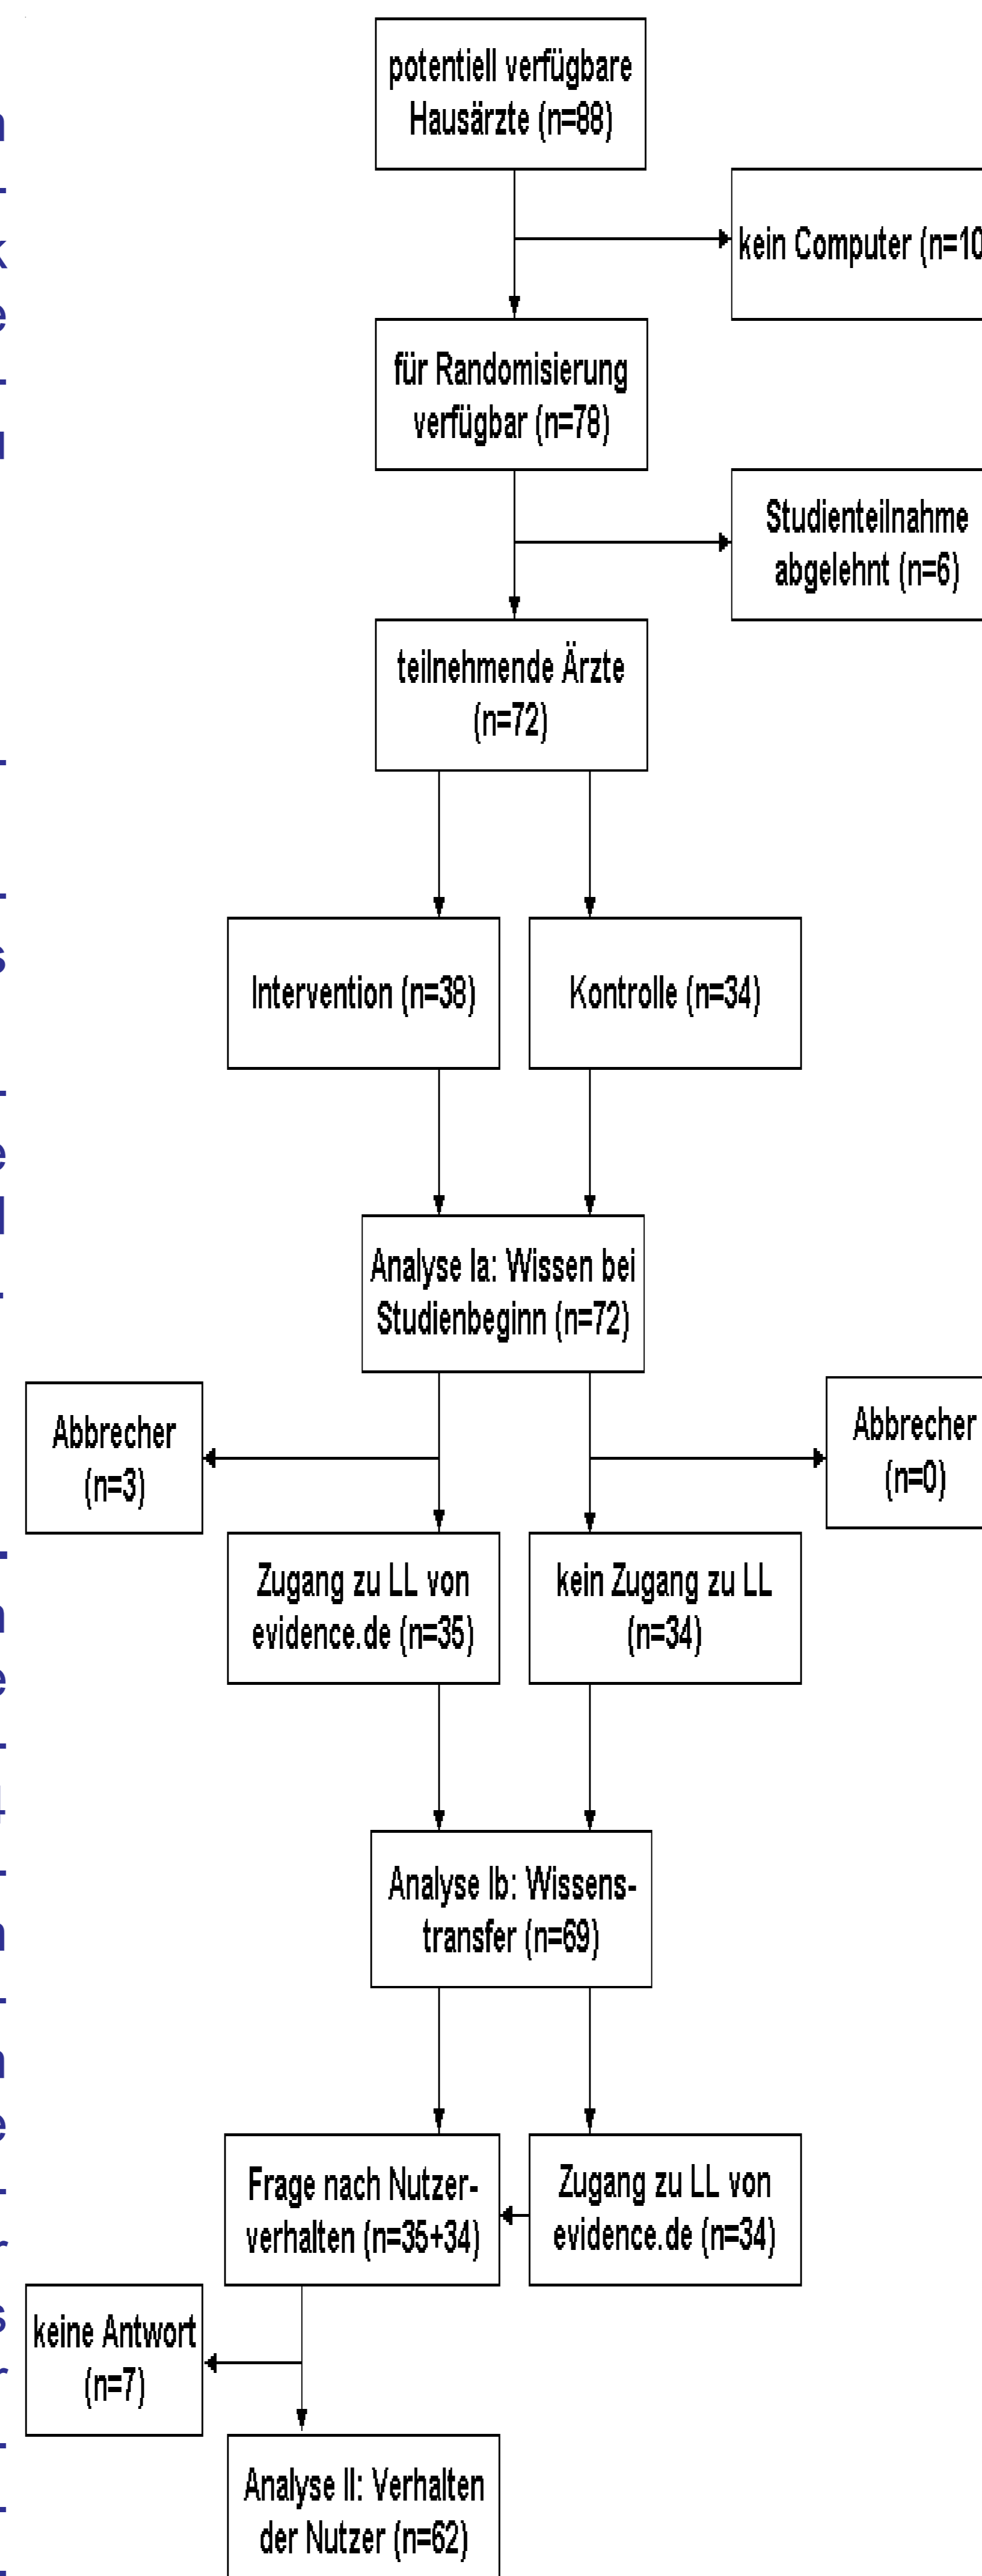 potentiell verfügbare
Hausärzte (n=88)
kein Computer (n=10
für Randomisierung
verfügbar (n=78)
Studienteilnahme
abgelehnt (n=6)
teilnehmende Ärzte
(n=72)
Intervention (n=38)
Kontrolle (n=34)
Analyse Ia: Wissen bei
Studienbeginn (n=72)
Abbrecher
(n=3)
Abbrecher
(n=0)
Zugang zu LL von
evidence.de (n=35)
kein Zugang zu LL
(n=34)
Analyse Ib: Wissens-
transfer (n=69)
Frage nach Nutzer-
verhalten (n=35+34)
Zugang zu LL von
evidence.de (n=34)
keine Antwort
(n=7)
Analyse II: Verhalten
der Nutzer (n=62)